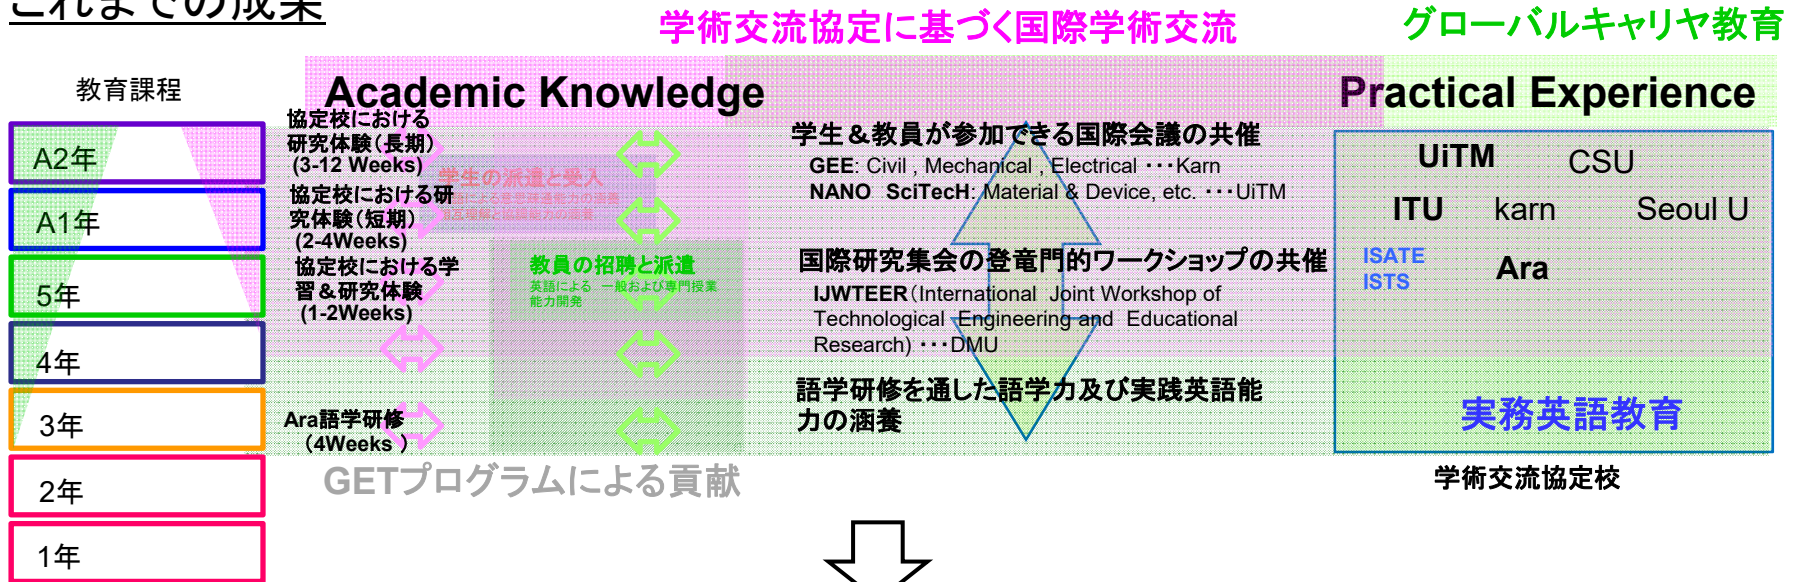 これまでの成果
学術交流協定に基づく国際学術交流
グローバルキャリヤ教育
教育課程
Academic Knowledge
Practical Experience
A2年
A1年
5年
4年
3年
2年
1年
協定校における
研究体験(長期)
(3-12 Weeks)
協定校における研
究体験(短期)
(2-4Weeks)
協定校における学
習&研究体験
(1-2Weeks)
Ara語学研修
(4Weeks )
学生の派遣と受入
教員の招聘と派遣
英語による 一般および専門授業
能力開発
GETプログラムによる貢献
学生&教員が参加できる国際会議の共催
GEE: Civil , Mechanical , Electrical ・・・Karn
NANO SciTecH: Material & Device, etc. ・・・UiTM
国際研究集会の登竜門的ワークショップの共催
IJWTEER(International Joint Workshop of
Technological Engineering and Educational
Research) ・・・DMU
語学研修を通した語学力及び実践英語能
力の涵養
UiTM
CSU
ITU
karn
Seoul U
ISATE
ISTS
Ara
実務英語教育
学術交流協定校